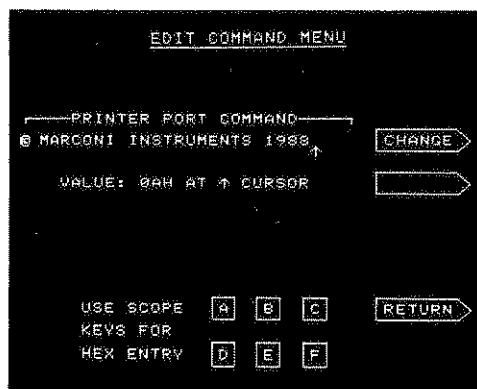 EDIT COMMAND MENU
PRINTER PORT COMMAND
@ MARCONI INSTRUMENTS 1988↑
CHANGE
VALUE: 0AH AT ↑ CURSOR
USE SCOPE A B C
RETURN
KEYS FOR
HEX ENTRY D E F